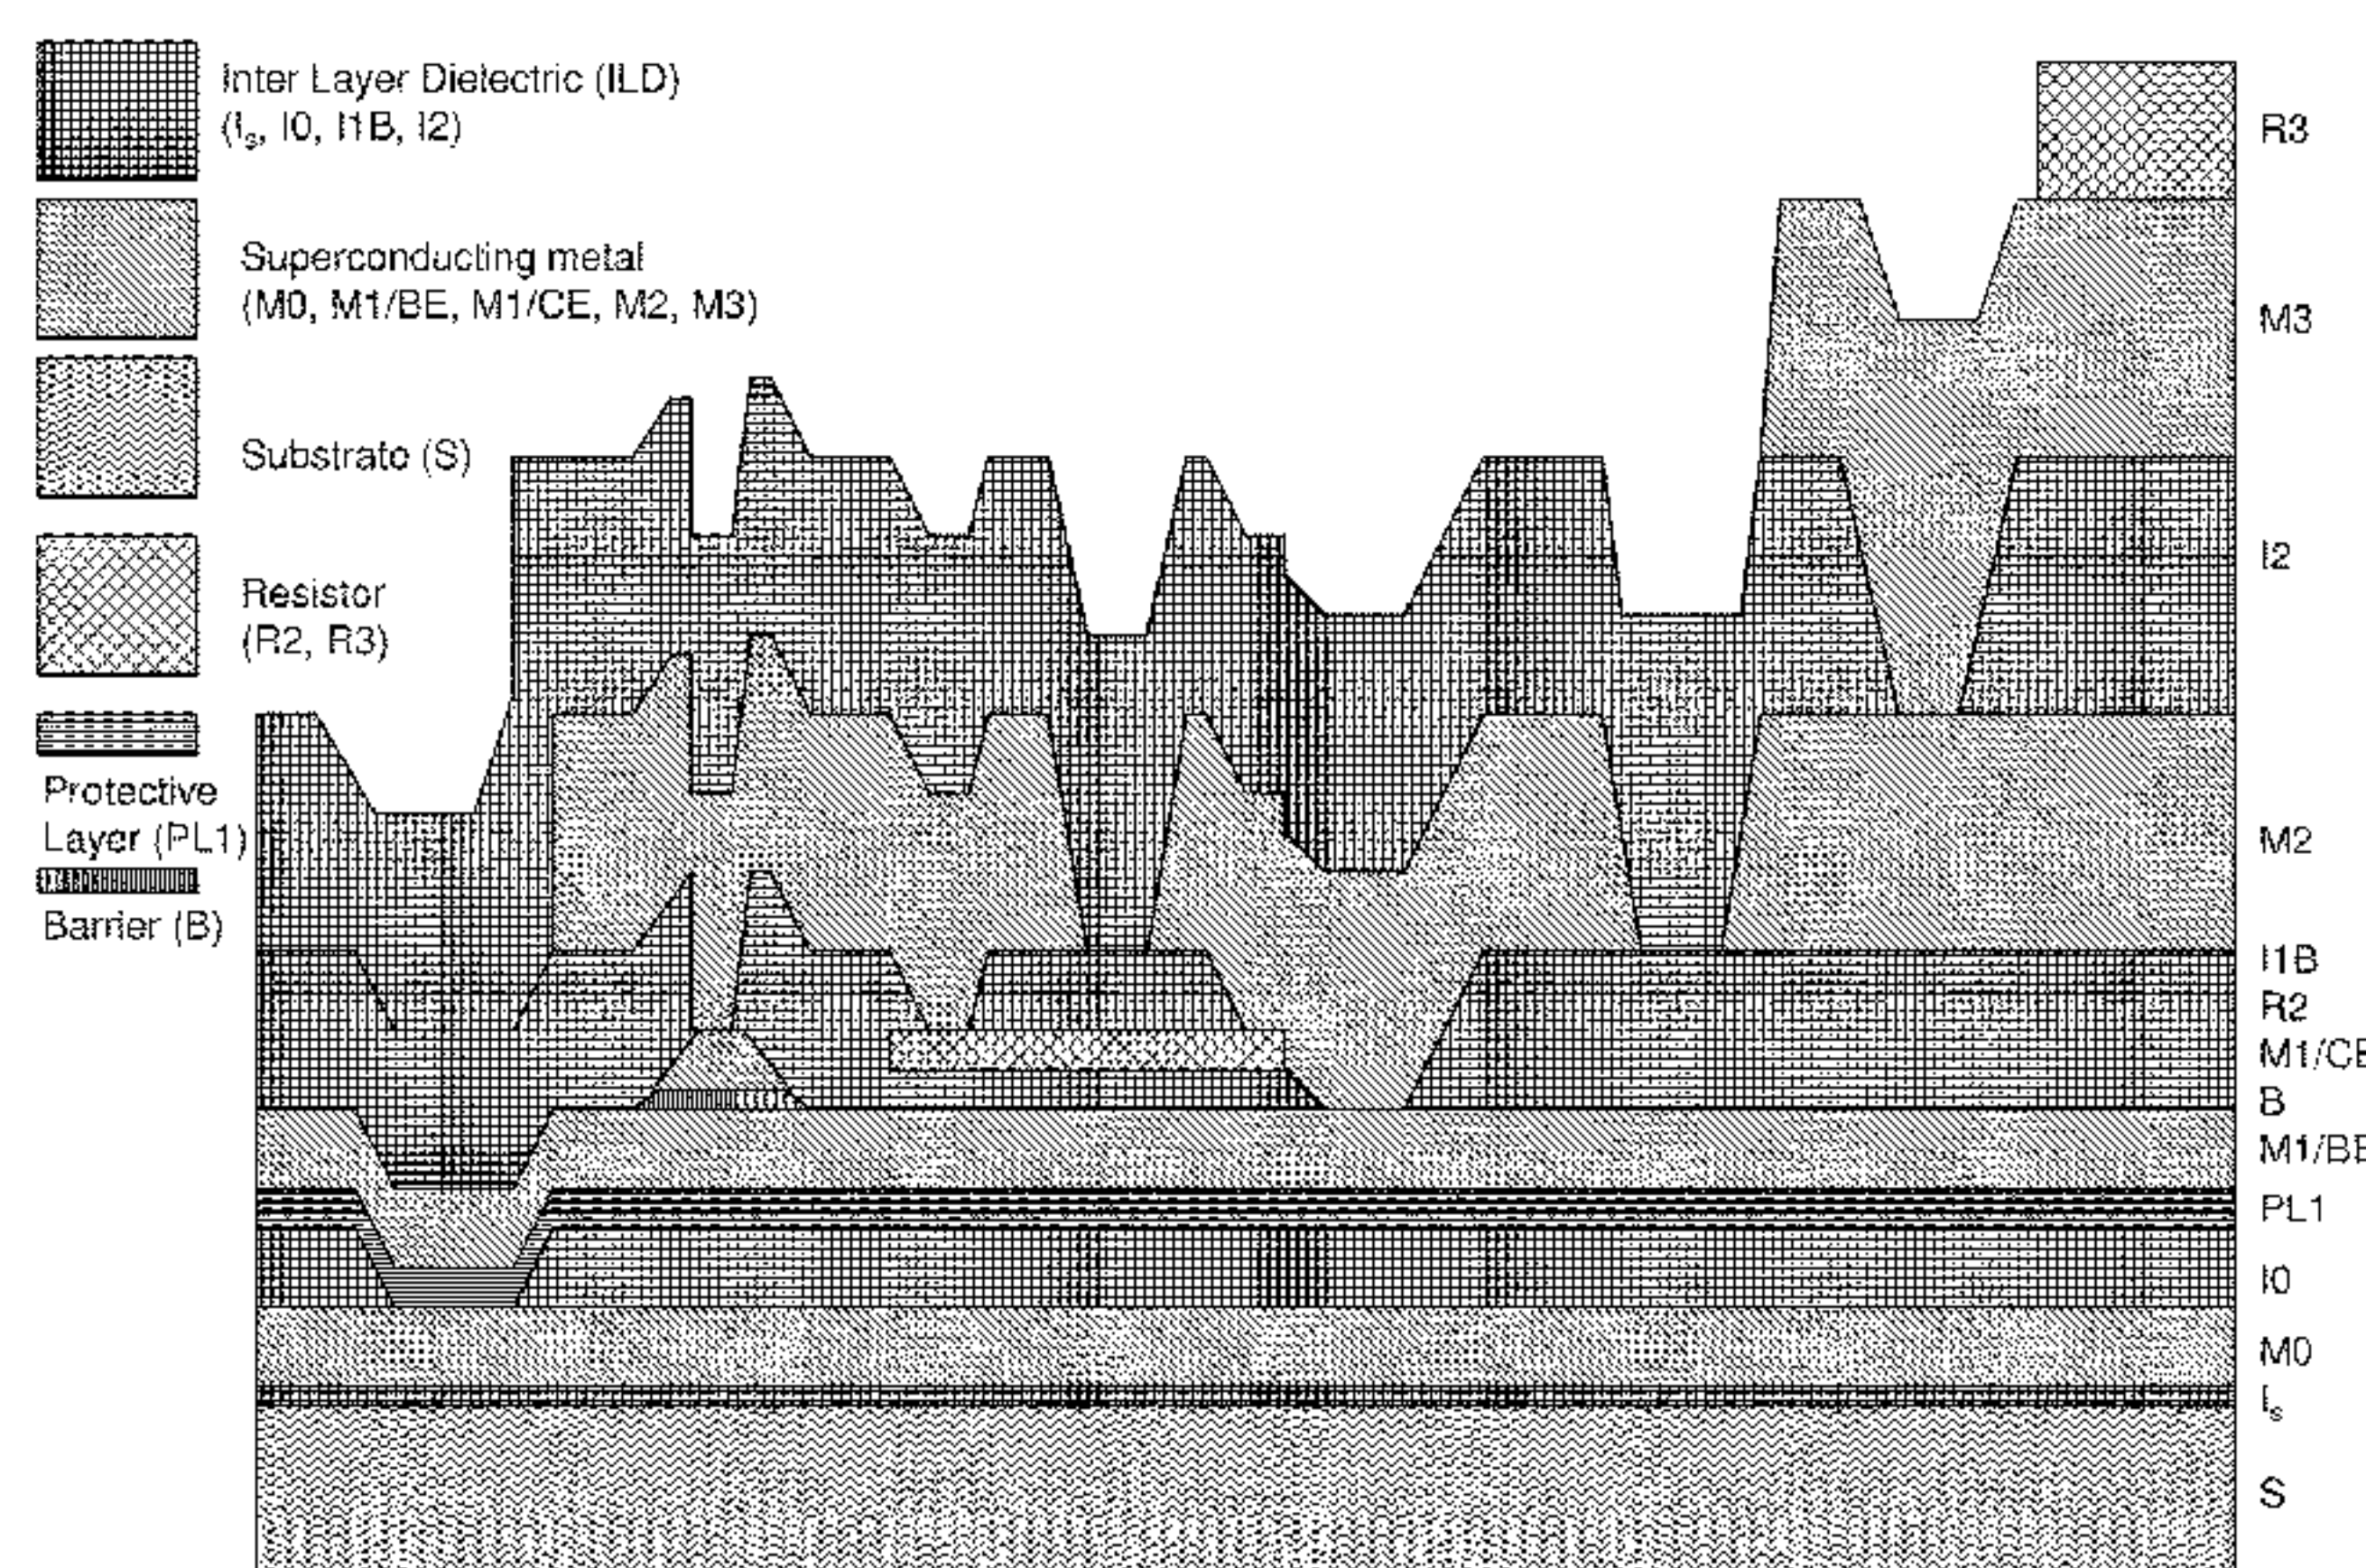 Inter Layer Dielectric (ILD)
(Is, I0, I1B, I2)
Superconducting metal
(M0, M1/BE, M1/CE, M2, M3)
Substrate (S)
Resistor
(R2, R3)
Protective
Layer (PL1)
Barrier (B)
R3
M3
I2
M2
I1B
R2
M1/CE
B
M1/BE
PL1
I0
M0
Is
S